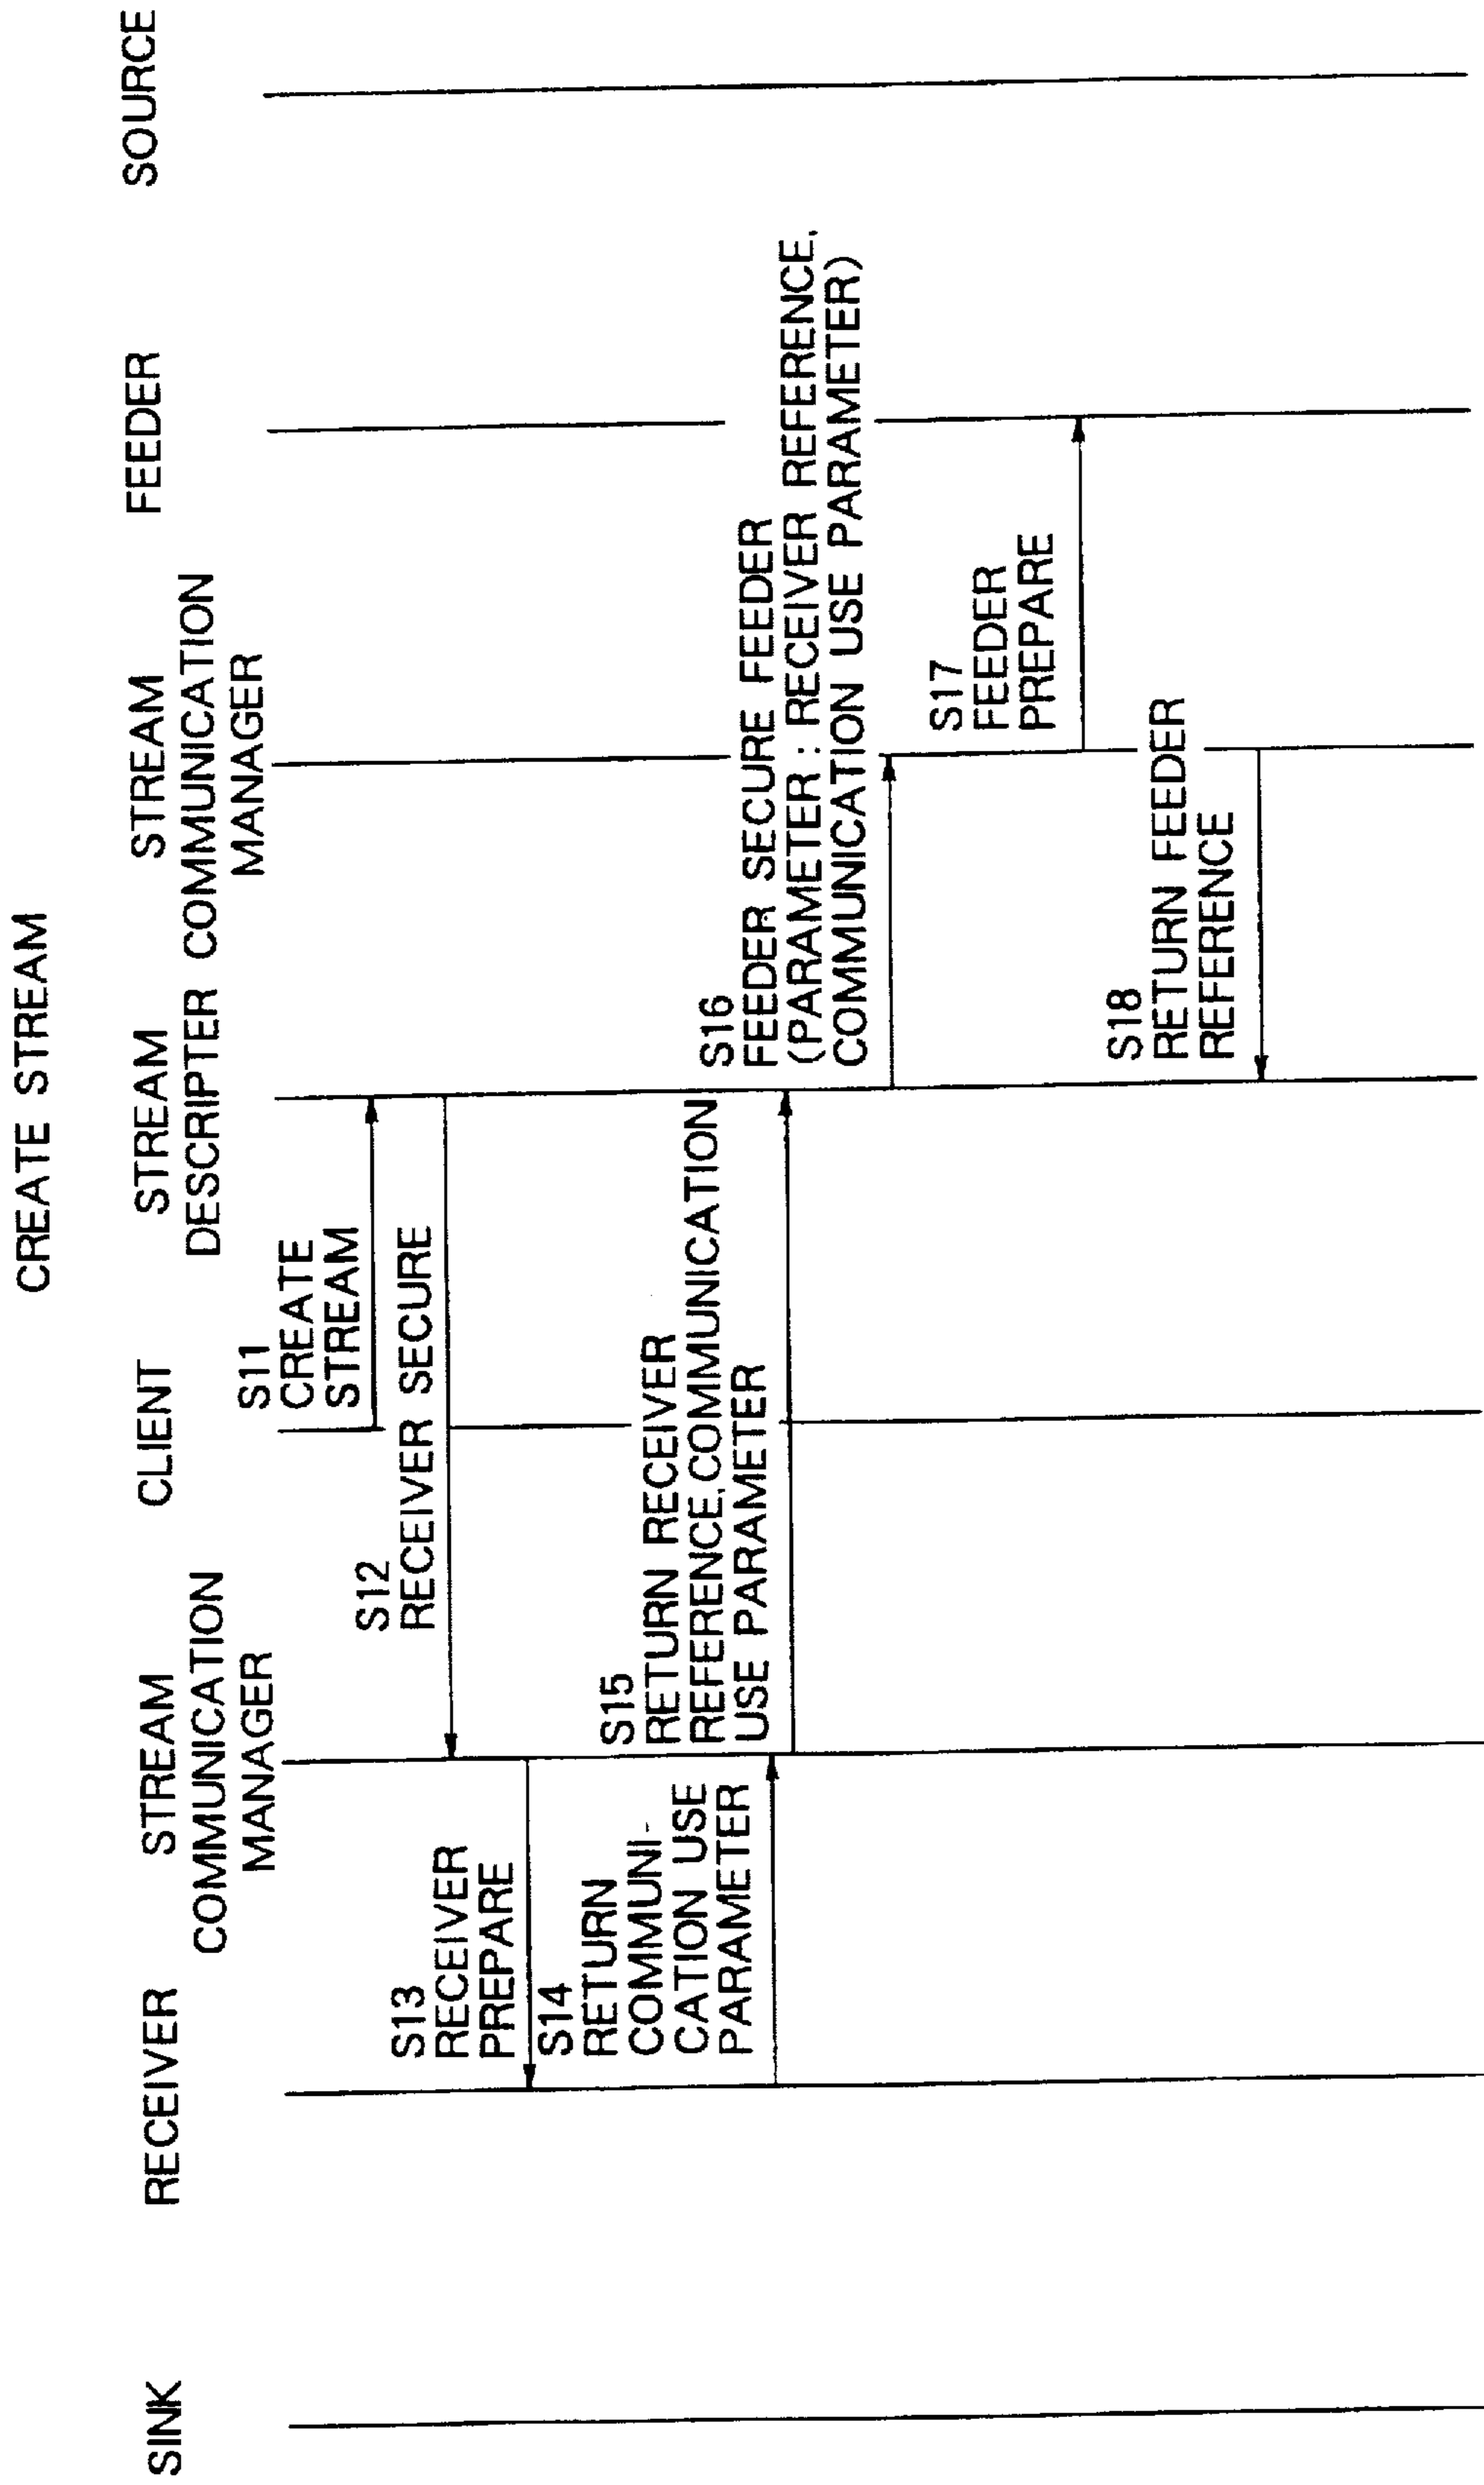 CREATE STREAM
SINK
RECEIVER
STREAM
COMMUNICATION
MANAGER
CLIENT
STREAM
DESCRIPTER
STREAM
COMMUNICATION
MANAGER
FEEDER
SOURCE
S11
CREATE
STREAM
S12
RECEIVER SECURE
S13
RECEIVER
PREPARE
S14
RETURN
COMMUNI-
CATION USE
PARAMETER
S15
RETURN RECEIVER
REFERENCE, COMMUNICATION
USE PARAMETER
S16
FEEDER SECURE FEEDER
(PARAMETER : RECEIVER REFERENCE,
COMMUNICATION USE PARAMETER)
S17
FEEDER
PREPARE
S18
RETURN FEEDER
REFERENCE